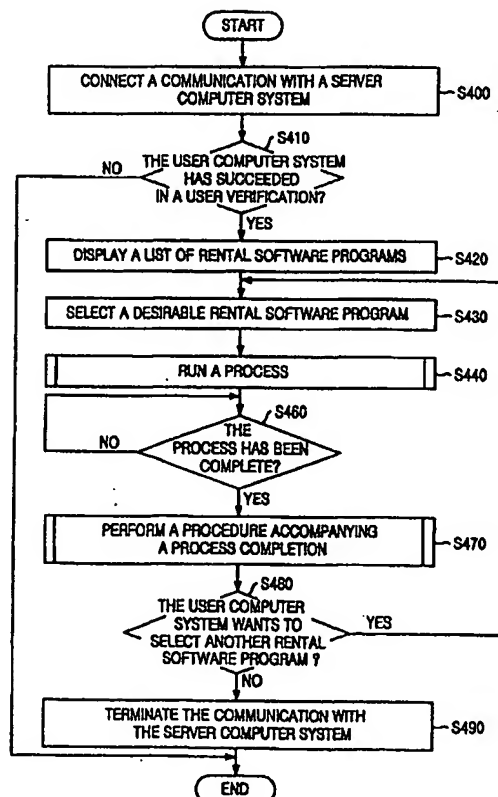 START
CONNECT A COMMUNICATION WITH A SERVER
COMPUTER SYSTEM
S400
S410
NO
THE USER COMPUTER SYSTEM
HAS SUCCEEDED
IN A USER VERIFICATION?
YES
DISPLAY A LIST OF RENTAL SOFTWARE PROGRAMS
S420
SELECT A DESIRABLE RENTAL SOFTWARE PROGRAM
S430
RUN A PROCESS
S440
S460
NO
THE
PROCESS HAS BEEN
COMPLETE?
YES
PERFORM A PROCEDURE ACCOMPANYING
A PROCESS COMPLETION
S470
S480
THE USER COMPUTER
SYSTEM WANTS TO
SELECT ANOTHER RENTAL
SOFTWARE PROGRAM ?
YES
NO
TERMINATE THE COMMUNICATION WITH
THE SERVER COMPUTER SYSTEM
S490
END